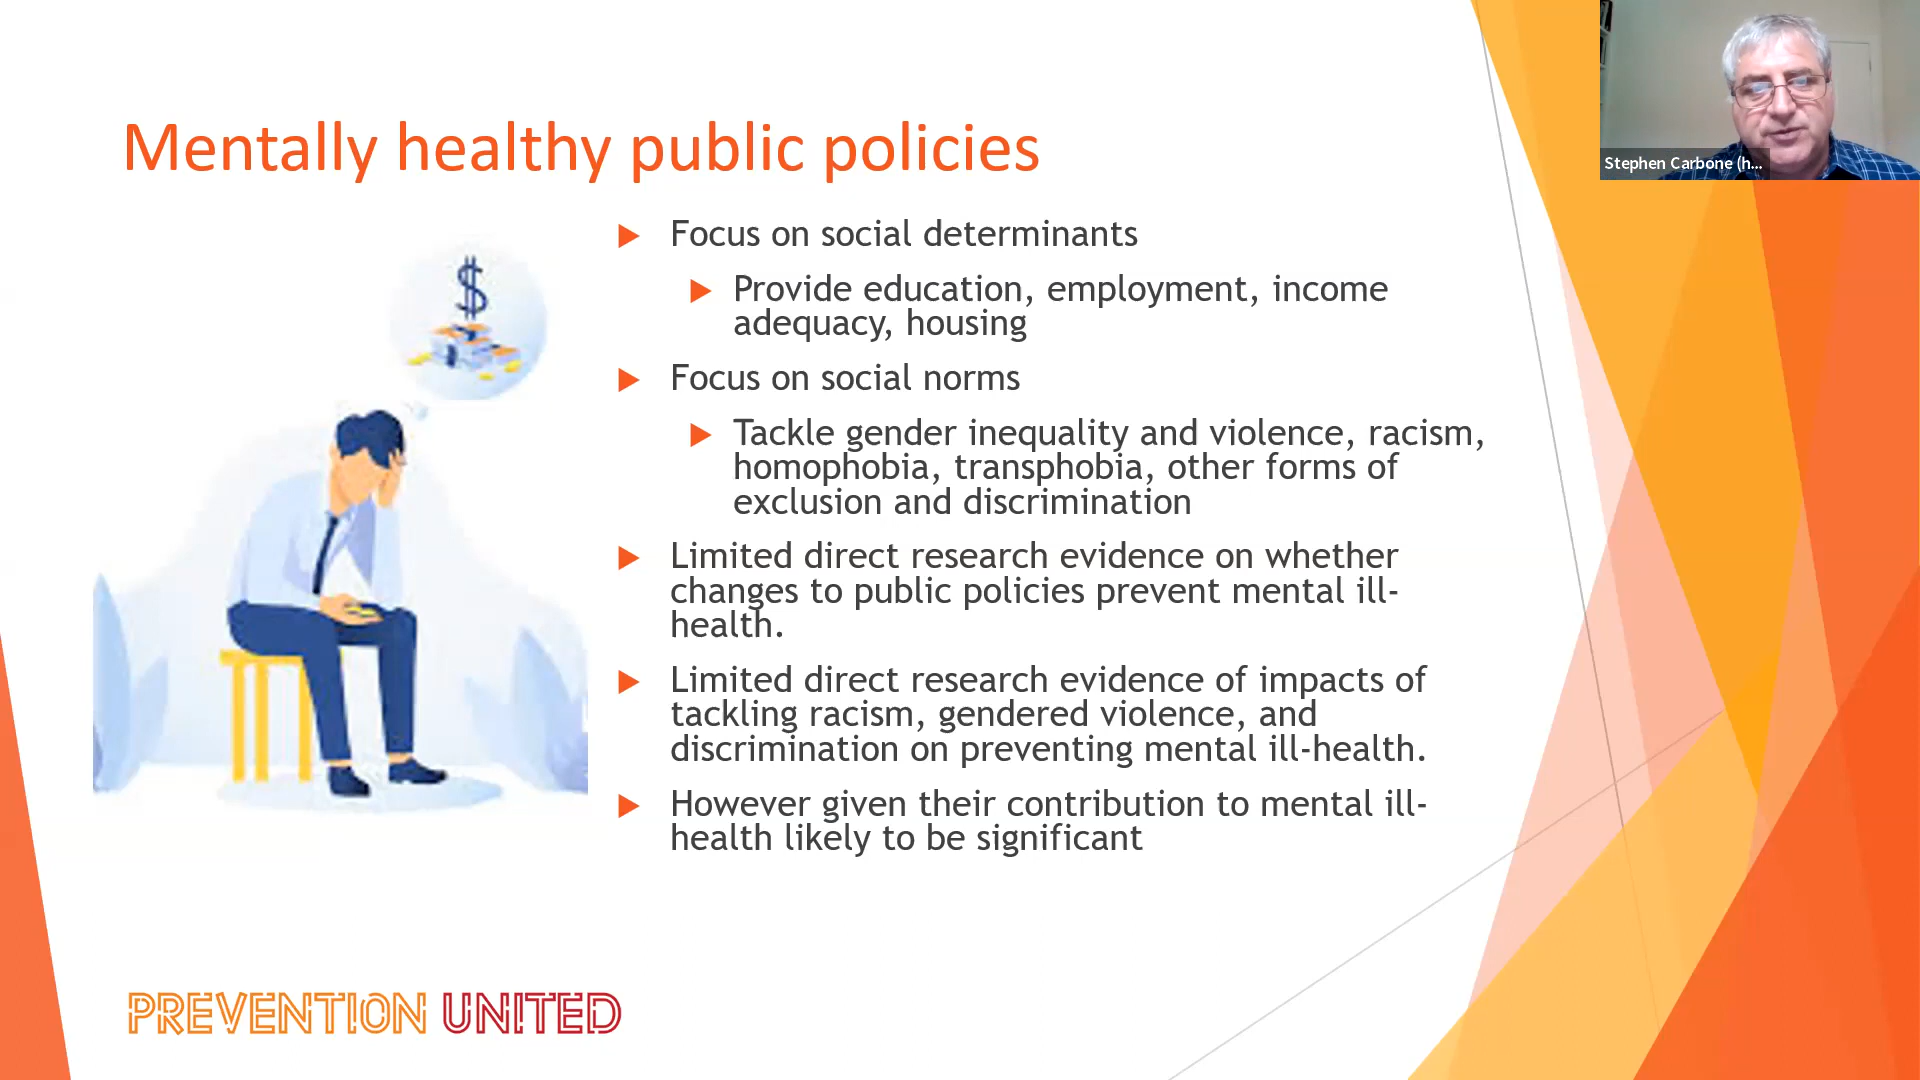 Stephen Carbone (h...
Mentally healthy public policies
Focus on social determinants
Provide education, employment, income
adequacy, housing
Focus on social norms
Tackle gender inequality and violence, racism,
homophobia, transphobia, other forms of
exclusion and discrimination
Limited direct research evidence on whether
changes to public policies prevent mental ill-
health.
Limited direct research evidence of impacts of
tackling racism, gendered violence, and
discrimination on preventing mental ill-health.
However given their contribution to mental ill-
health likely to be significant
$
PREVENTION UNITED